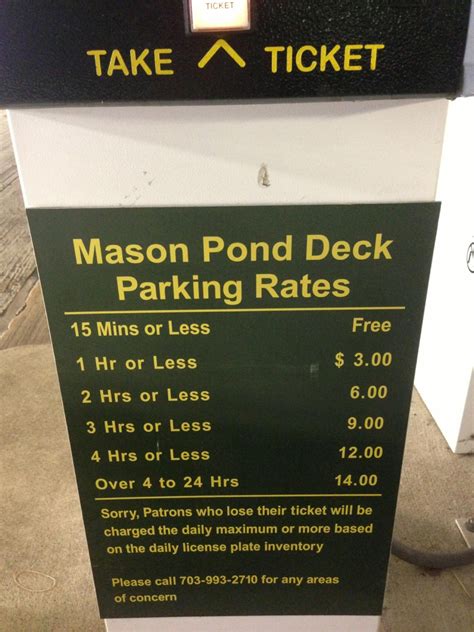 TICKET
TAKE TICKET
Mason Pond Deck
Parking Rates
15 Mins or Less Free
1 Hr or Less $ 3.00
2 Hrs or Less 6.00
3 Hrs or Less 9.00
4 Hrs or Less 12.00
Over 4 to 24 Hrs 14.00
Sorry, Patrons who lose their ticket will be
charged the daily maximum or more based
on the daily license plate inventory
Please call 703-993-2710 for any areas
of concern